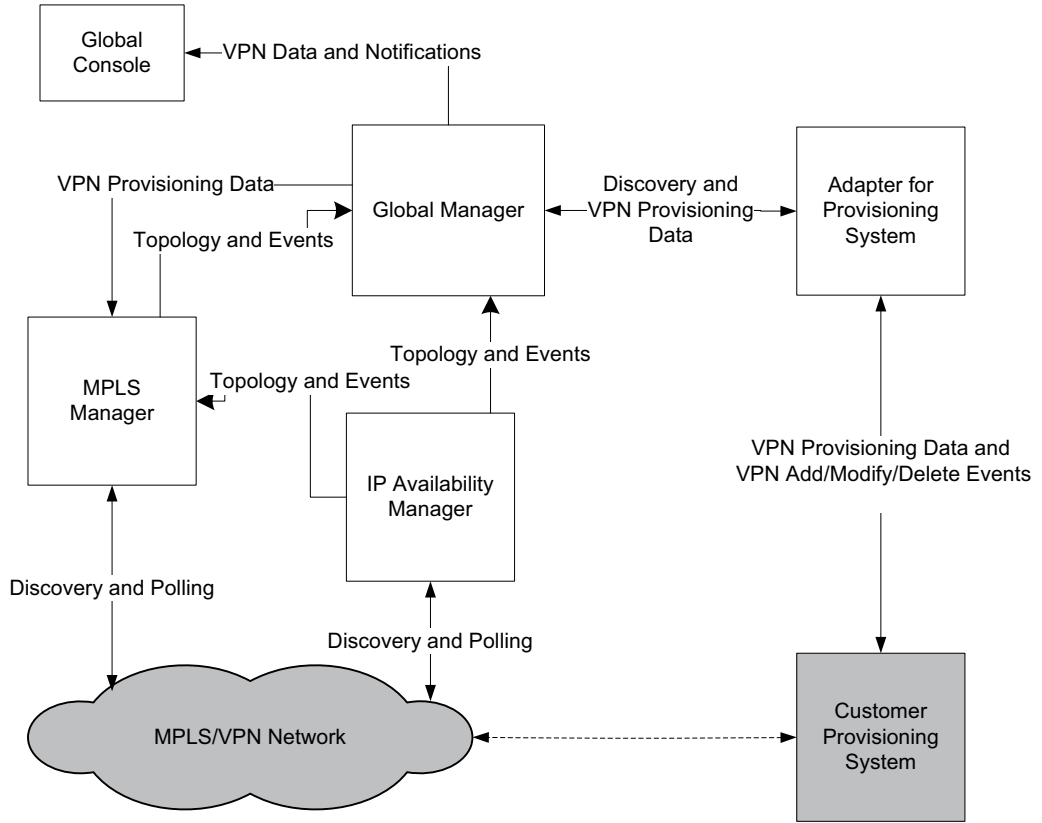 Global
Console
VPN Data and Notifications
VPN Provisioning Data
Global Manager
Discovery and
VPN Provisioning
Data
Adapter for
Provisioning
System
Topology and Events
Topology and Events
MPLS
Manager
Topology and Events
IP Availability
Manager
VPN Provisioning Data and
VPN Add/Modify/Delete Events
Discovery and Polling
Discovery and Polling
MPLS/VPN Network
Customer
Provisioning
System